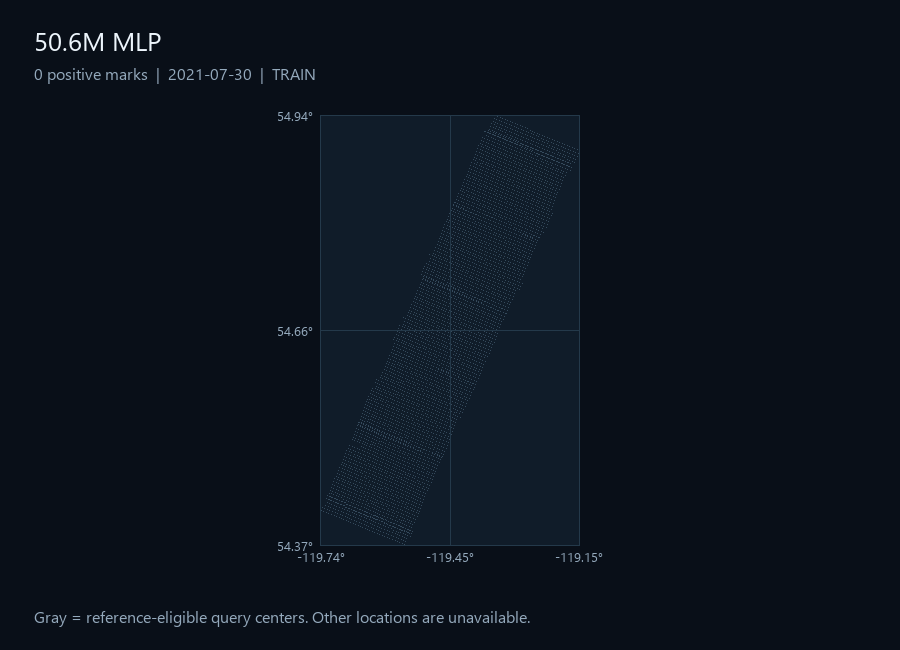 50.6M MLP
0 positive marks | 2021-07-30 | TRAIN
54.94°
54.66°
54.37°
-119.74° -119.45° -119.15°
Gray = reference-eligible query centers. Other locations are unavailable.